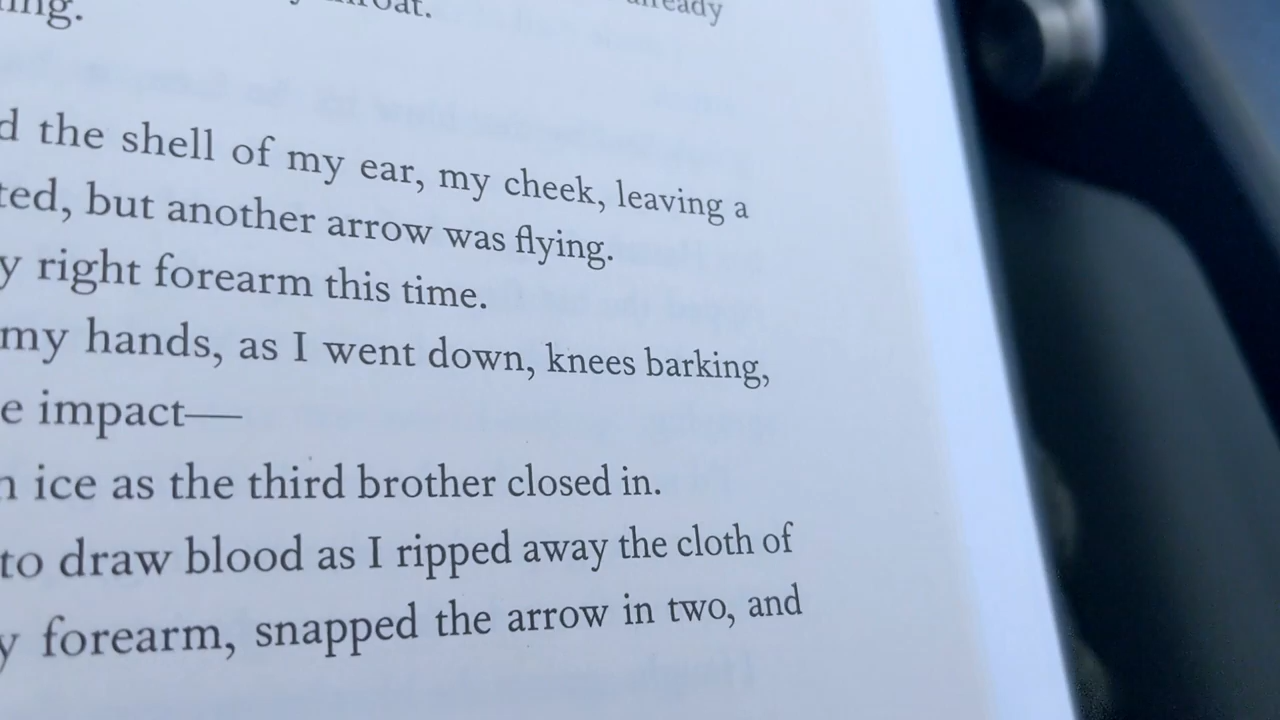 already
d the shell of my ear, my cheek, leaving a
ted, but another arrow was flying.
y right forearm this time.
my hands, as I went down, knees barking,
e impact—
n ice as the third brother closed in.
to draw blood as I ripped away the cloth of
y forearm, snapped the arrow in two, and